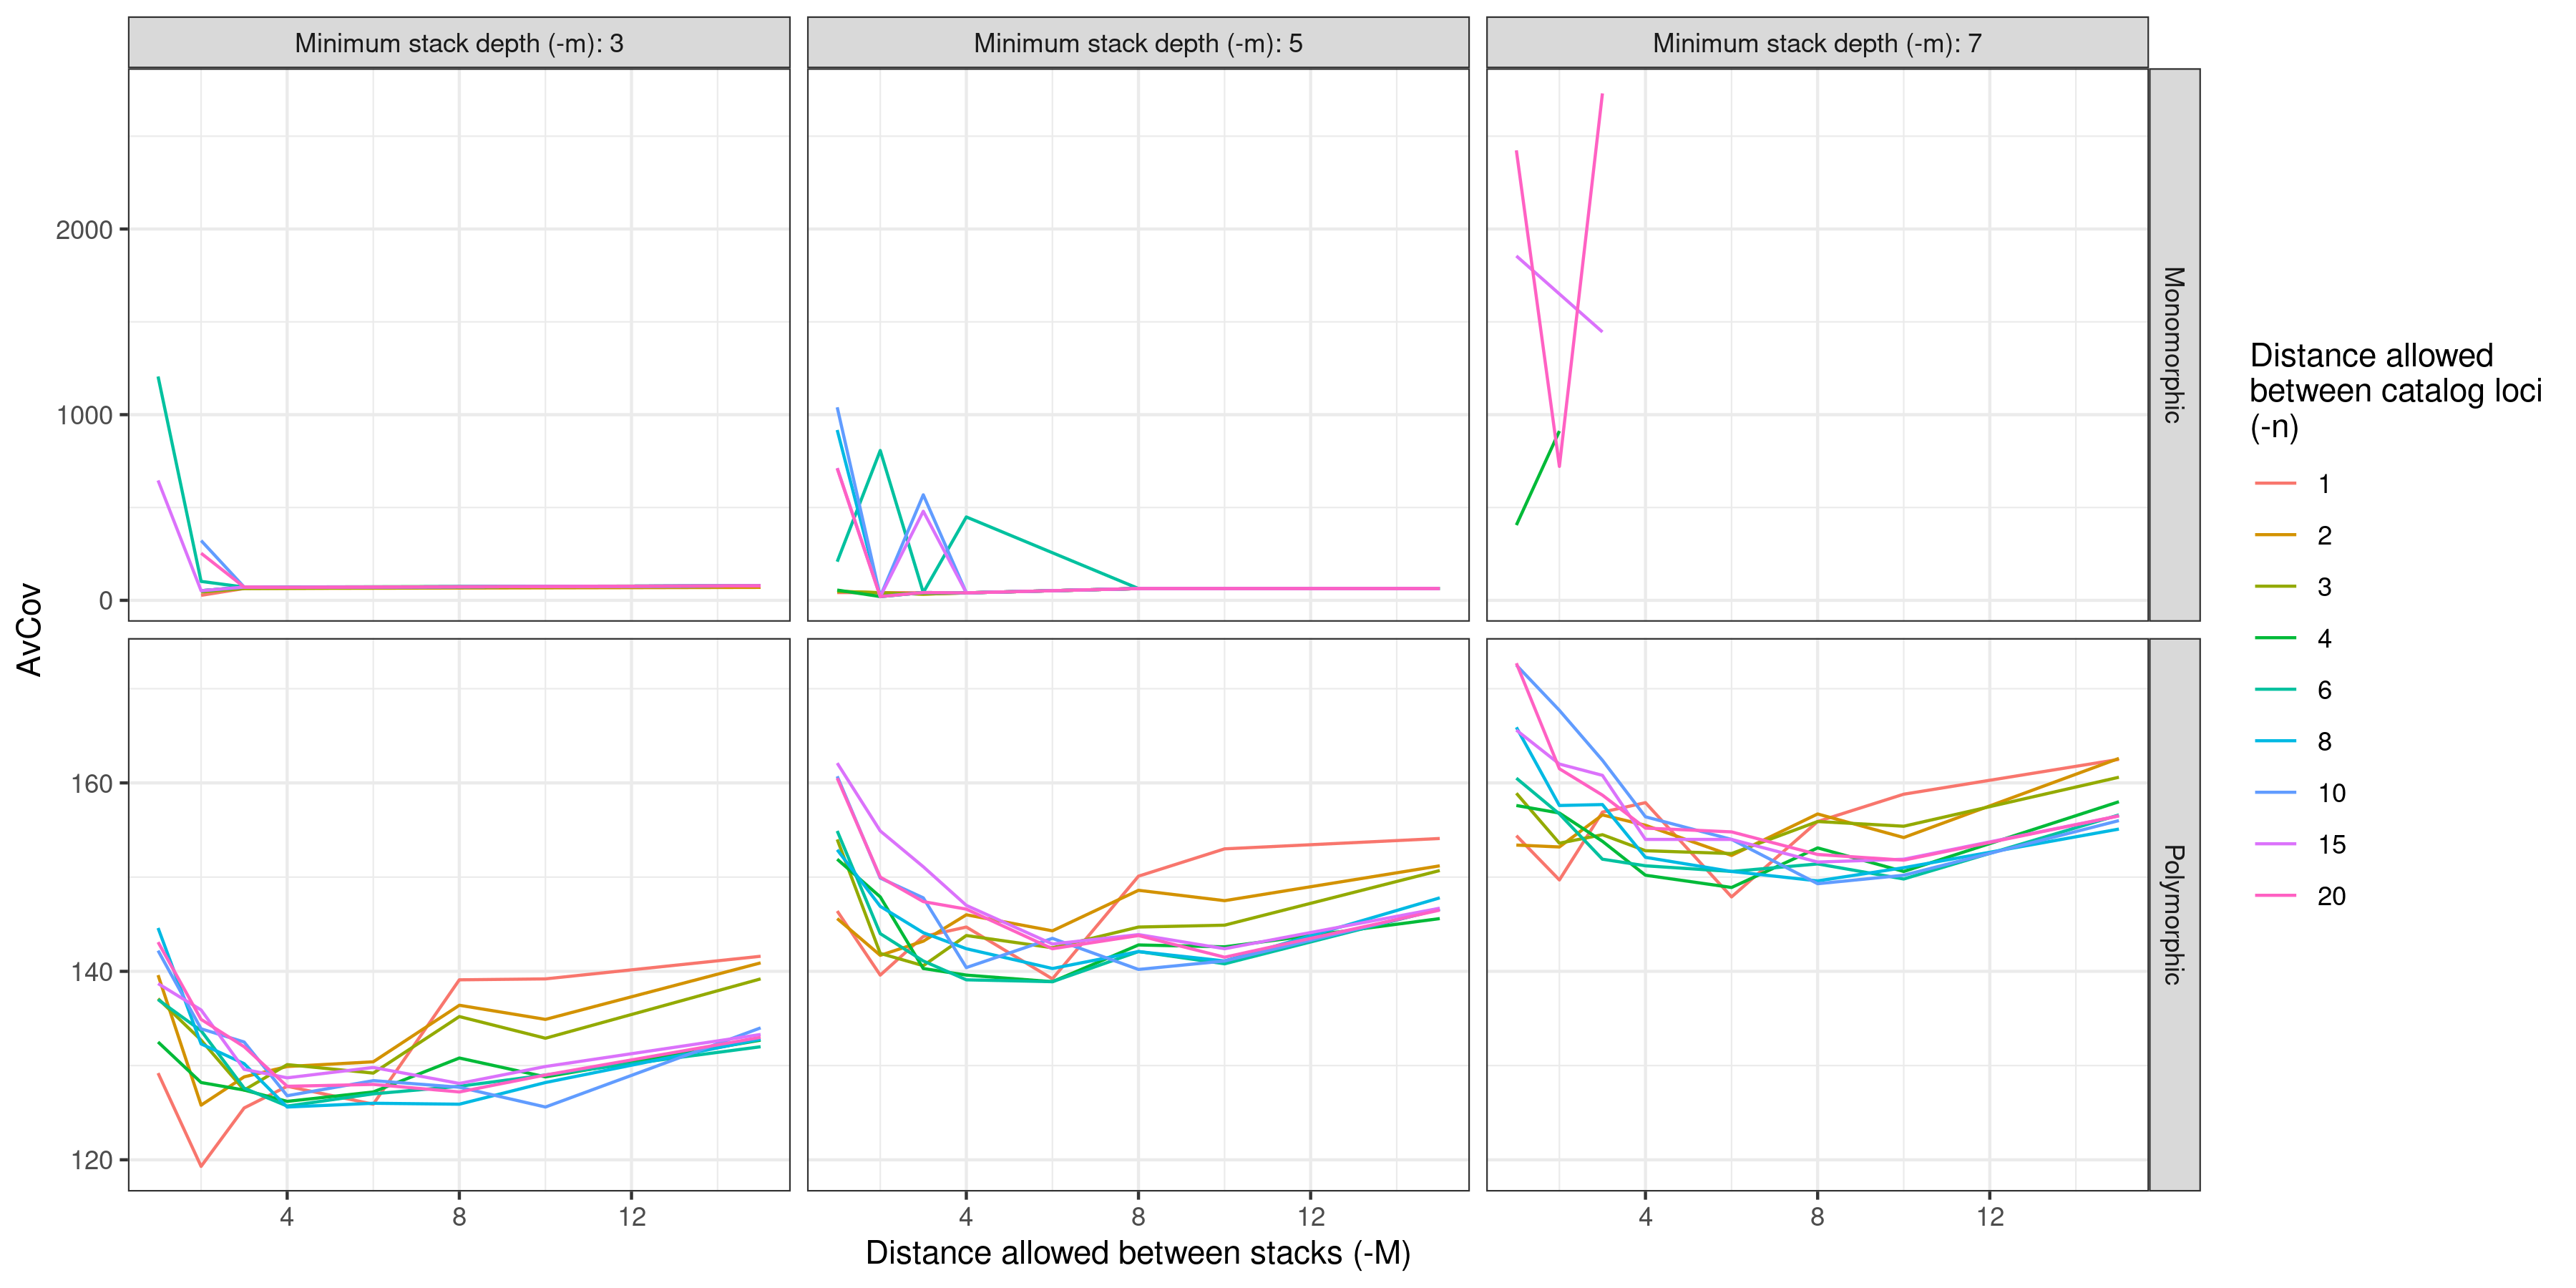 Minimum stack depth (-m): 3
Minimum stack depth (-m): 5
Minimum stack depth (-m): 7
AvCov
0
1000
2000
120
140
160
Monomorphic
Polymorphic
4
8
12
4
8
12
4
8
12
Distance allowed between stacks (-M)
Distance allowed
between catalog loci
(-n)
1
2
3
4
6
8
10
15
20